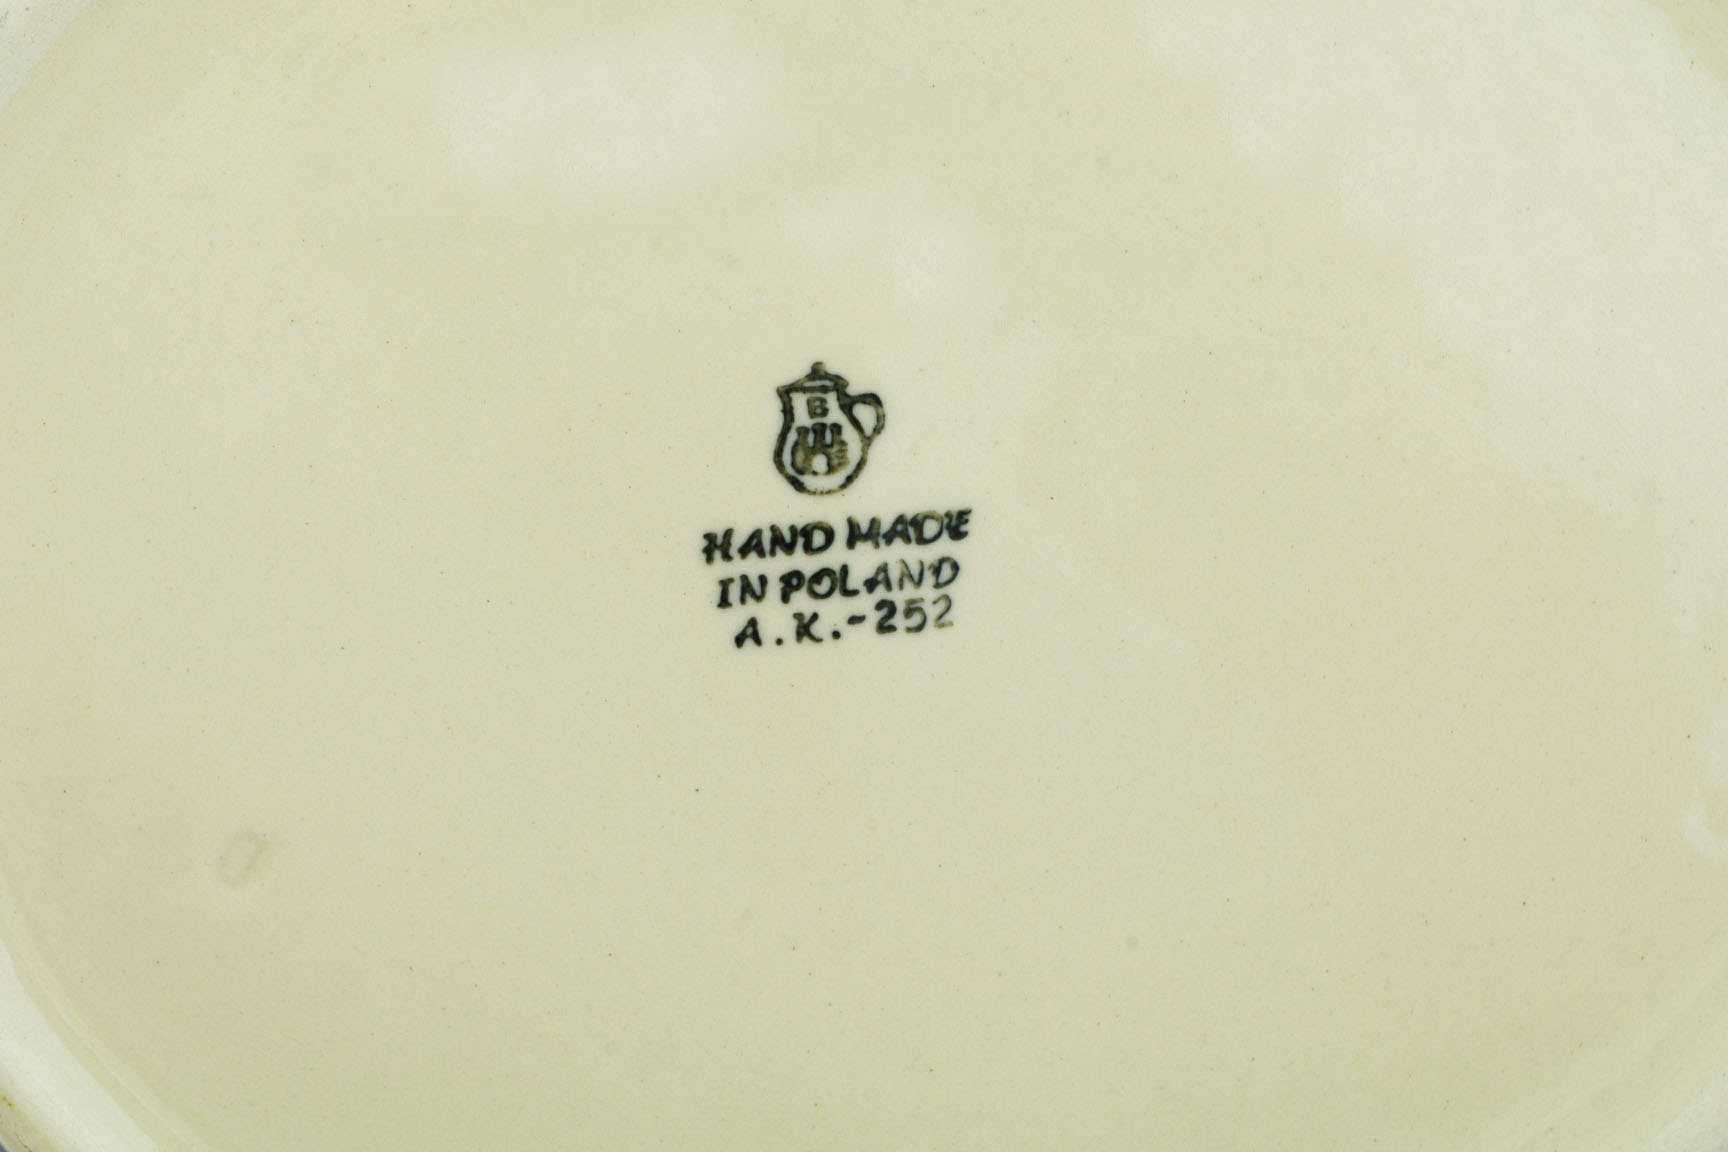 B
HAND MADE
IN POLAND
A.K.-252